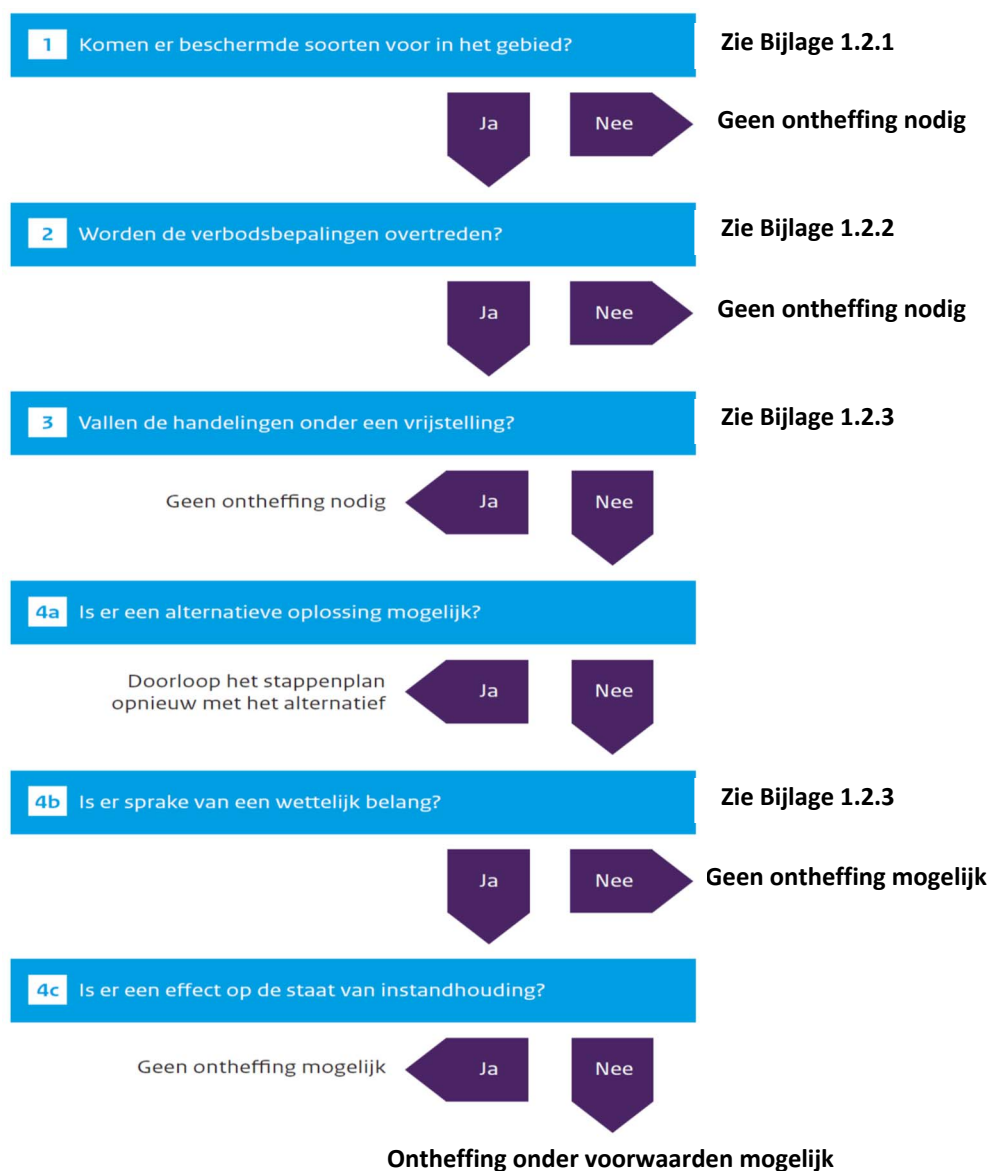 1 Komen er beschermde soorten voor in het gebied? Zie Bijlage 1.2.1
Ja Nee Geen ontheffing nodig
2 Worden de verbodsbepalingen overtreden? Zie Bijlage 1.2.2
Ja Nee Geen ontheffing nodig
3 Vallen de handelingen onder een vrijstelling? Zie Bijlage 1.2.3
Geen ontheffing nodig Ja Nee
4a Is er een alternatieve oplossing mogelijk?
Doorloop het stappenplan
opnieuw met het alternatief
Ja Nee
4b Is er sprake van een wettelijk belang? Zie Bijlage 1.2.3
Ja Nee Geen ontheffing mogelijk
4c Is er een effect op de staat van instandhouding?
Geen ontheffing mogelijk Ja Nee
Ontheffing onder voorwaarden mogelijk